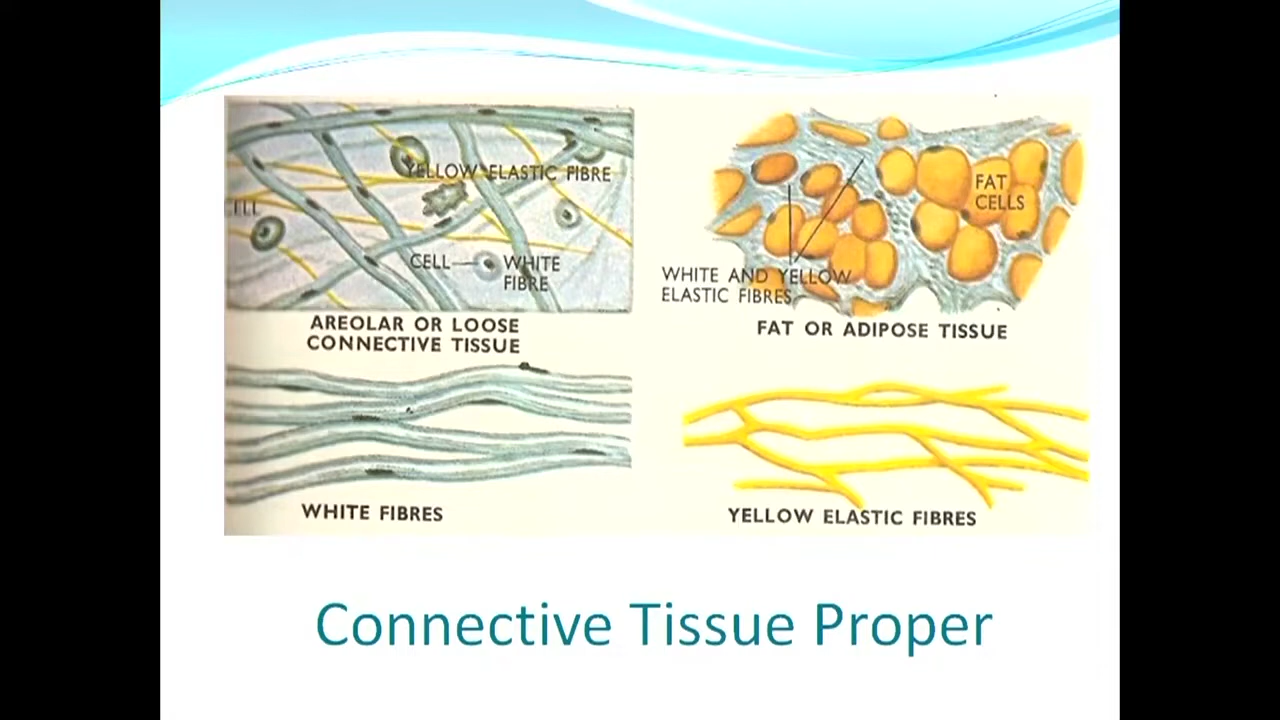 YELLOW ELASTIC FIBRE
CELL
WHITE
FIBRE
AREOLAR OR LOOSE
CONNECTIVE TISSUE
FAT
CELLS
WHITE AND YELLOW
ELASTIC FIBRES
FAT OR ADIPOSE TISSUE
WHITE FIBRES
YELLOW ELASTIC FIBRES
Connective Tissue Proper